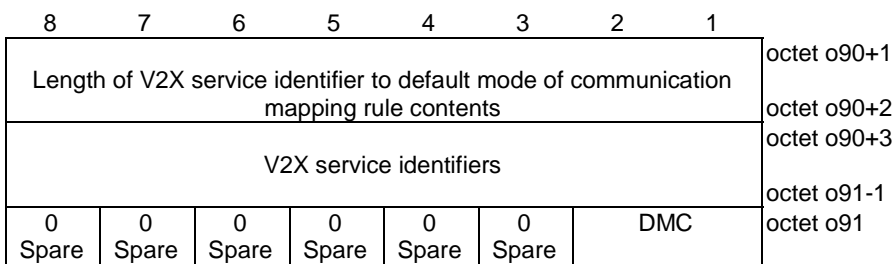 8 7 6 5 4 3 2 1
Length of V2X service identifier to default mode of communication
mapping rule contents
octet o90+1
octet o90+2
V2X service identifiers
octet o90+3
octet o91-1
0 0 0 0 0 0 DMC octet o91
Spare Spare Spare Spare Spare Spare